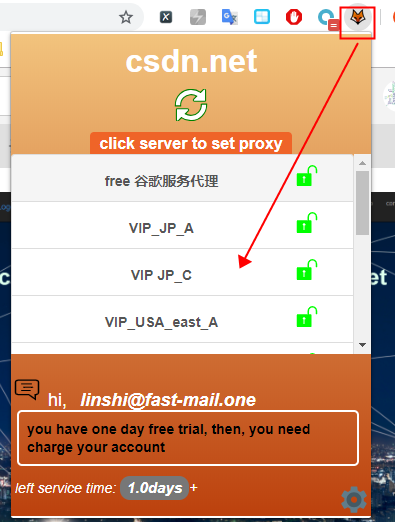 csdn.net
click server to set proxy
free 谷歌服务代理
VIP_JP_A
VIP JP_C
VIP_USA_east_A
hi, linshi@fast-mail.one
you have one day free trial, then, you need
charge your account
left service time: 1.0days +